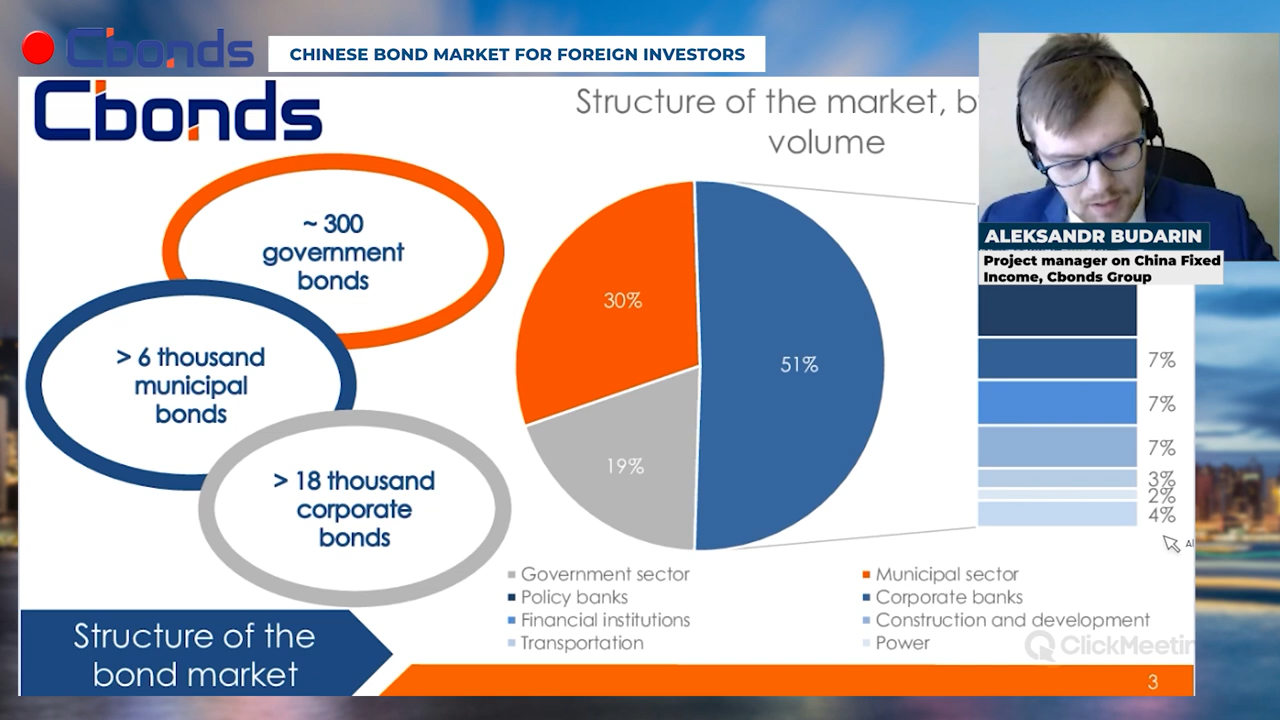 Cbonds
CHINESE BOND MARKET FOR FOREIGN INVESTORS
Cbonds
Structure of the market, b
volume
~ 300
government
bonds
> 6 thousand
municipal
bonds
> 18 thousand
corporate
bonds
30%
51%
19%
ALEKSANDR BUDARIN
Project manager on China Fixed
Income, Cbonds Group
7%
7%
7%
3%
2%
4%
Al
Government sector
Municipal sector
Policy banks
Corporate banks
Financial institutions
Construction and development
Transportation
Power
ClickMeetin
Structure of the
bond market
3